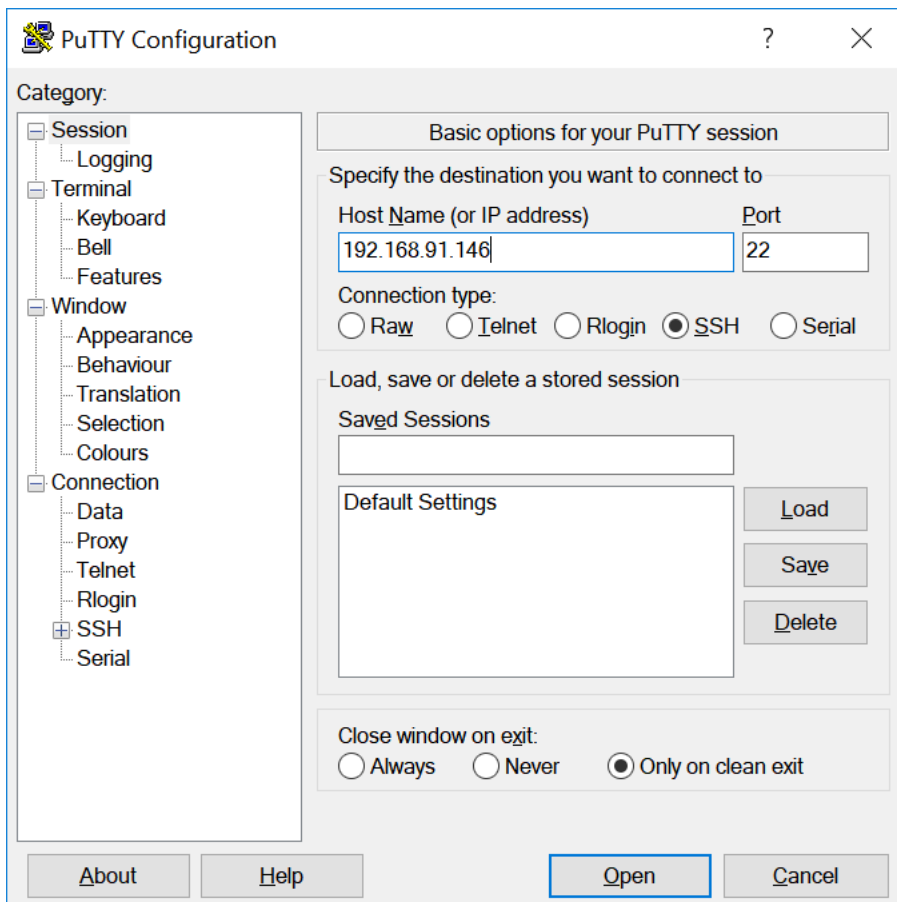 PuTTY Configuration
?
Category:
Session
Logging
Terminal
Keyboard
Bell
Features
Window
Appearance
Behaviour
Translation
Selection
Colours
Connection
Data
Proxy
Telnet
Rlogin
SSH
Serial
Basic options for your PuTTY session
Specify the destination you want to connect to
Host Name (or IP address) Port
192.168.91.146 22
Connection type:
Raw Telnet Rlogin SSH Serial
Load, save or delete a stored session
Saved Sessions
Default Settings
Load
Save
Delete
Close window on exit:
Always Never Only on clean exit
About Help Open Cancel